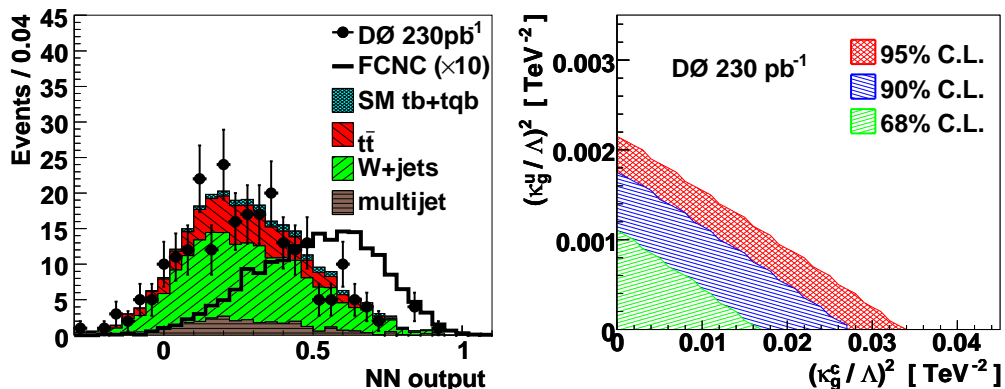 45
40
35
30
25
20
15
10
5
0
Events / 0.04
DØ 230pb⁻¹
FCNC (×10)
SM tb+tqb
tt̄
W+jets
multijet
0
0.5
1
NN output
0.003
0.002
0.001
0
(κ_g^u / Λ)² [ TeV⁻² ]
DØ 230 pb⁻¹
95% C.L.
90% C.L.
68% C.L.
0
0.01
0.02
0.03
0.04
(κ_g^c / Λ)² [ TeV⁻² ]